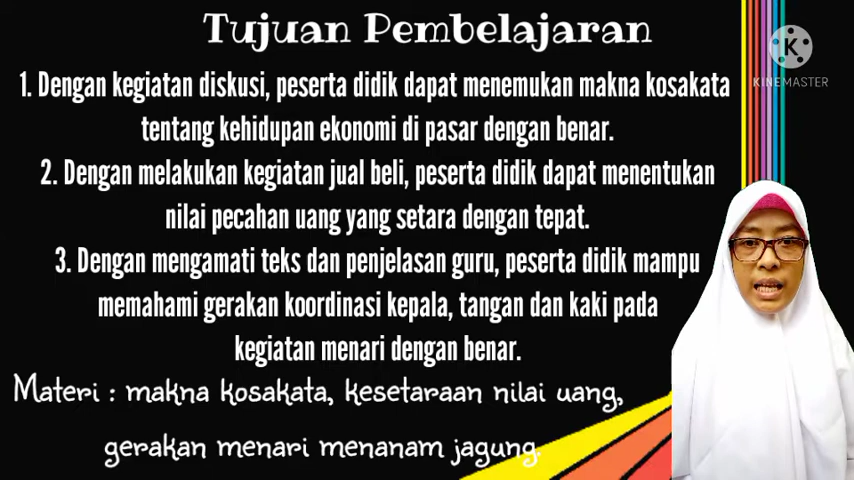 Tujuan Pembelajaran
1. Dengan kegiatan diskusi, peserta didik dapat menemukan makna kosakata
tentang kehidupan ekonomi di pasar dengan benar.
2. Dengan melakukan kegiatan jual beli, peserta didik dapat menentukan
nilai pecahan uang yang setara dengan tepat.
3. Dengan mengamati teks dan penjelasan guru, peserta didik mampu
memahami gerakan koordinasi kepala, tangan dan kaki pada
kegiatan menari dengan benar.
Materi : makna kosakata, kesetaraan nilai uang,
gerakan menari menanam jagung.
K
KINEMASTER